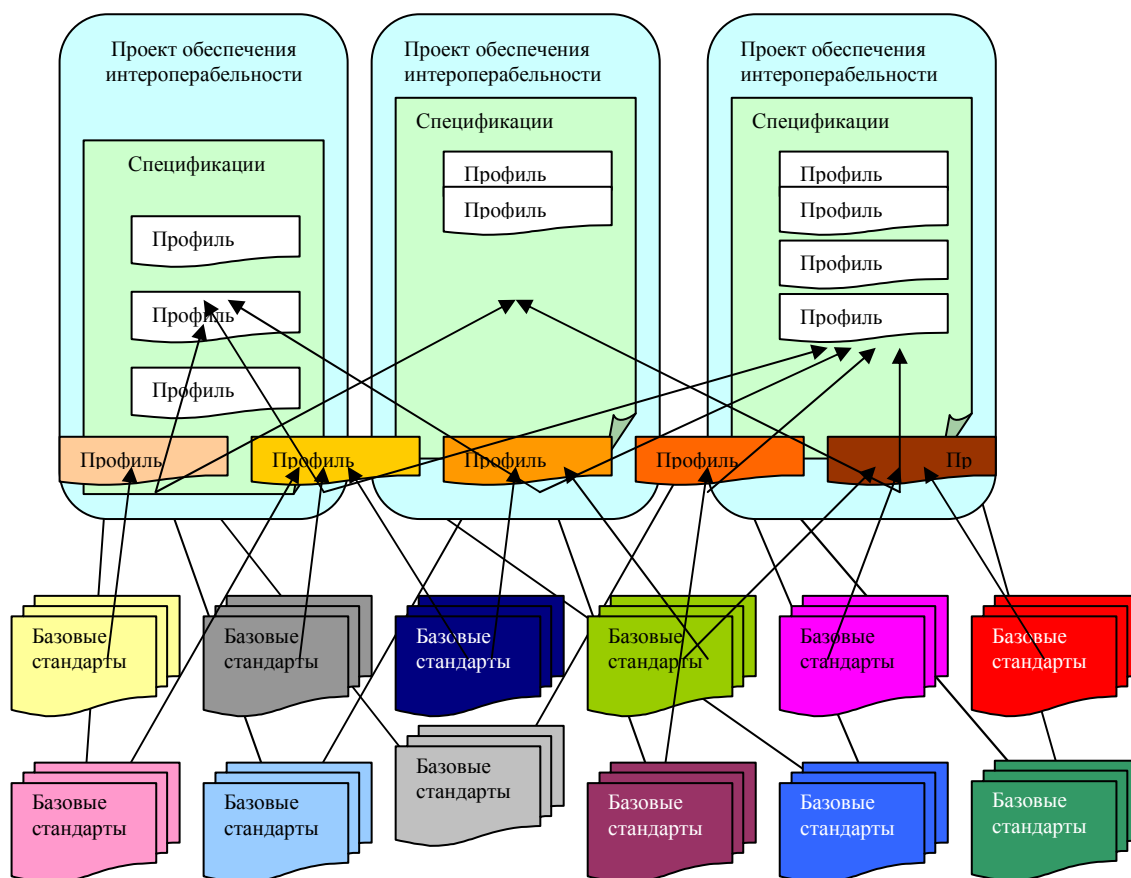 Проект обеспечения
интероперабельности
Спецификации
Профиль
Профиль
Профиль
Проект обеспечения
интероперабельности
Спецификации
Профиль
Профиль
Проект обеспечения
интероперабельности
Спецификации
Профиль
Профиль
Профиль
Профиль
Профиль
Профиль
Профиль
Профиль
Пр
Базовые
стандарты
Базовые
стандарты
Базовые
стандарты
Базовые
стандарты
Базовые
стандарты
Базовые
стандарты
Базовые
стандарты
Базовые
стандарты
Базовые
стандарты
Базовые
стандарты
Базовые
стандарты
Базовые
стандарты